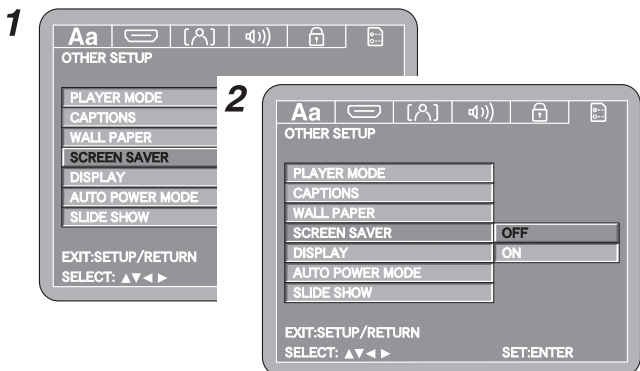 1
Aa
OTHER SETUP
PLAYER MODE
CAPTIONS
WALL PAPER
SCREEN SAVER
DISPLAY
AUTO POWER MODE
SLIDE SHOW
EXIT:SETUP/RETURN
SELECT: ▲▼◄ ►
2
Aa
OTHER SETUP
PLAYER MODE
CAPTIONS
WALL PAPER
SCREEN SAVER OFF
DISPLAY ON
AUTO POWER MODE
SLIDE SHOW
EXIT:SETUP/RETURN
SELECT: ▲▼◄ ► SET:ENTER